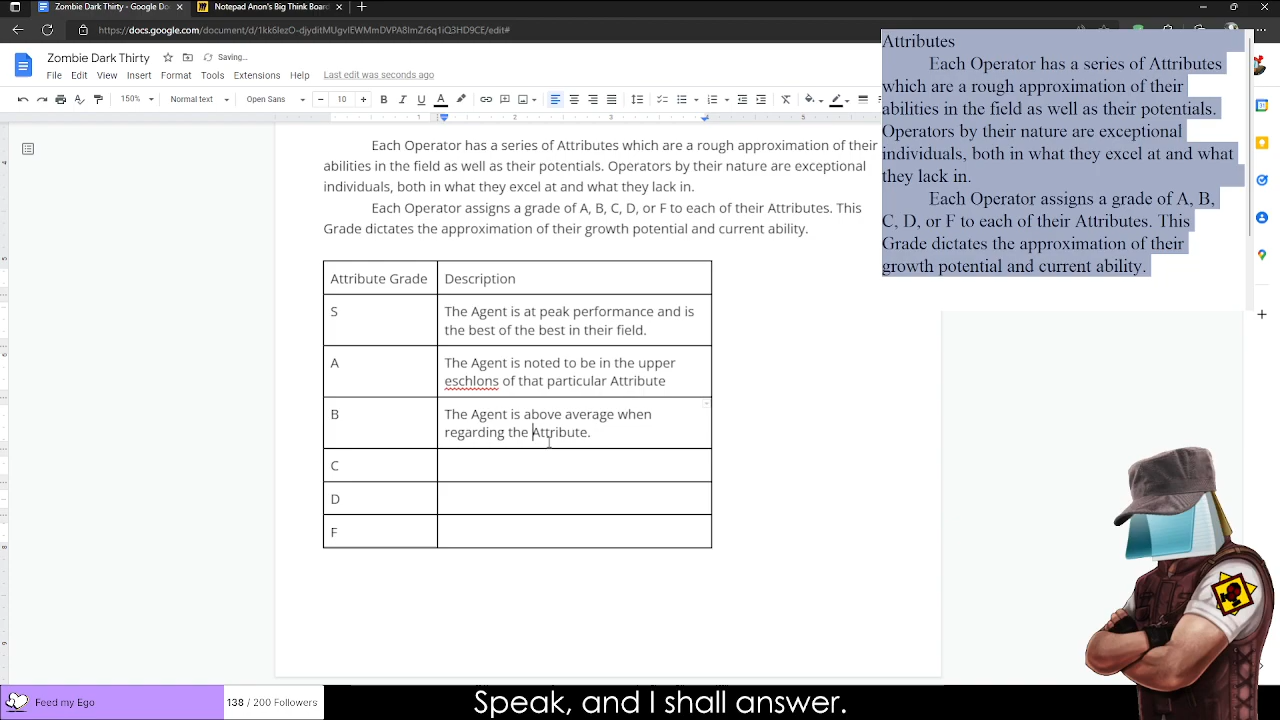 Zombie Dark Thirty - Google Doc
Notepad Anon's Big Think Board
https://docs.google.com/document/d/1kk6lezO-djyditMUgvIEWMmDVPA8ImZr6q1iQ3HD9CE/edit#
Zombie Dark Thirty
Saving...
File Edit View Insert Format Tools Extensions Help Last edit was seconds ago
150% Normal text Open Sans 10
1 2 3 4 5
Each Operator has a series of Attributes which are a rough approximation of their
abilities in the field as well as their potentials. Operators by their nature are exceptional
individuals, both in what they excel at and what they lack in.
Each Operator assigns a grade of A, B, C, D, or F to each of their Attributes. This
Grade dictates the approximation of their growth potential and current ability.
Attribute Grade Description
S The Agent is at peak performance and is
the best of the best in their field.
A The Agent is noted to be in the upper
eschlons of that particular Attribute
B The Agent is above average when
regarding the Attribute.
C
D
F
Attributes
Each Operator has a series of Attributes
which are a rough approximation of their
abilities in the field as well as their potentials.
Operators by their nature are exceptional
individuals, both in what they excel at and what
they lack in.
Each Operator assigns a grade of A, B,
C, D, or F to each of their Attributes. This
Grade dictates the approximation of their
growth potential and current ability.
Feed my Ego
138 / 200 Followers
Speak, and I shall answer.